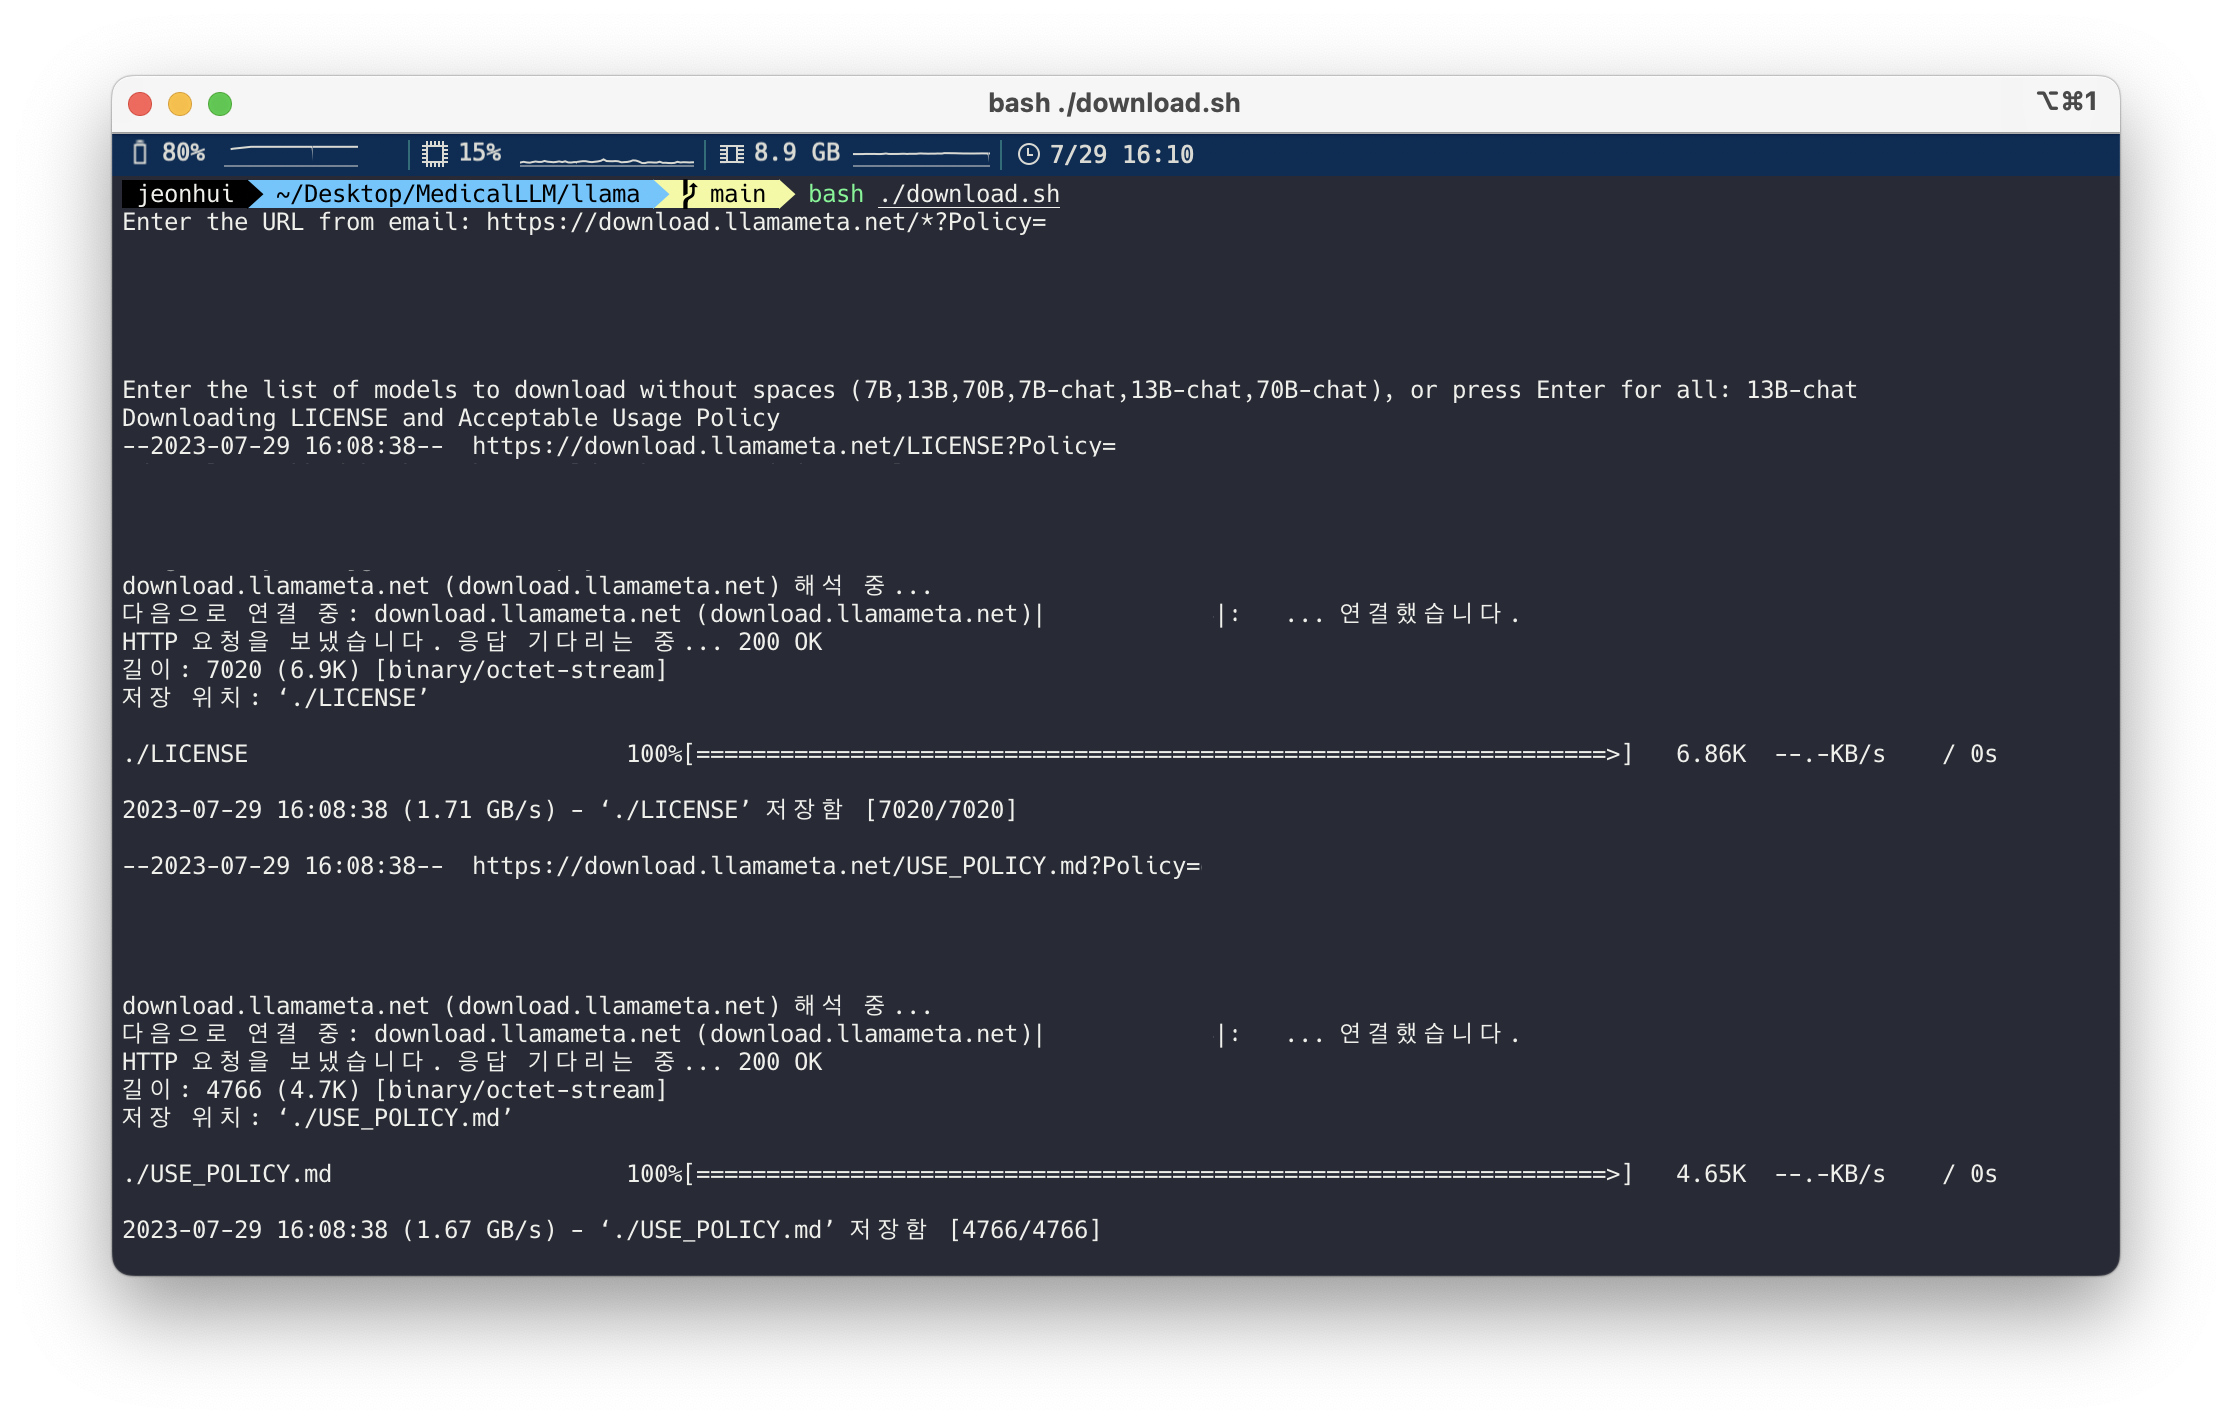 bash ./download.sh
⌥⌘1
80% 15% 8.9 GB 7/29 16:10
jeonhui ~/Desktop/MedicalLLM/llama main bash ./download.sh
Enter the URL from email: https://download.llamameta.net/*?Policy=
Enter the list of models to download without spaces (7B,13B,70B,7B-chat,13B-chat,70B-chat), or press Enter for all: 13B-chat
Downloading LICENSE and Acceptable Usage Policy
--2023-07-29 16:08:38--  https://download.llamameta.net/LICENSE?Policy=
download.llamameta.net (download.llamameta.net) 해석 중...
다음으로 연결 중: download.llamameta.net (download.llamameta.net)| |: ... 연결했습니다.
HTTP 요청을 보냈습니다. 응답 기다리는 중... 200 OK
길이: 7020 (6.9K) [binary/octet-stream]
저장 위치: ‘./LICENSE’
./LICENSE 100%[=================================================================>] 6.86K --.-KB/s / 0s
2023-07-29 16:08:38 (1.71 GB/s) - ‘./LICENSE’ 저장함 [7020/7020]
--2023-07-29 16:08:38--  https://download.llamameta.net/USE_POLICY.md?Policy=
download.llamameta.net (download.llamameta.net) 해석 중...
다음으로 연결 중: download.llamameta.net (download.llamameta.net)| |: ... 연결했습니다.
HTTP 요청을 보냈습니다. 응답 기다리는 중... 200 OK
길이: 4766 (4.7K) [binary/octet-stream]
저장 위치: ‘./USE_POLICY.md’
./USE_POLICY.md 100%[=================================================================>] 4.65K --.-KB/s / 0s
2023-07-29 16:08:38 (1.67 GB/s) - ‘./USE_POLICY.md’ 저장함 [4766/4766]